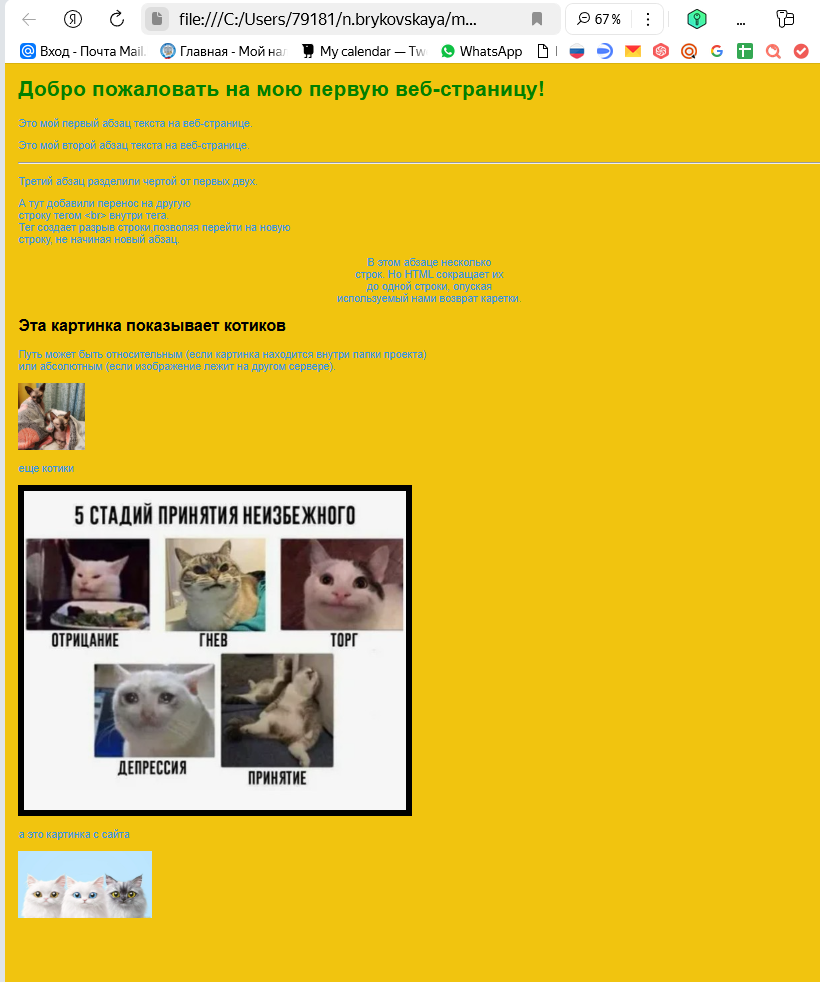 file:///C:/Users/79181/n.brykovskaya/m...
67 %
...
Вход - Почта Mail.
Главная - Мой нал
My calendar — Tw
WhatsApp
Добро пожаловать на мою первую веб-страницу!
Это мой первый абзац текста на веб-странице.
Это мой второй абзац текста на веб-странице.
Третий абзац разделили чертой от первых двух.
А тут добавили перенос на другую
строку тегом <br> внутри тега.
Тег создает разрыв строки,позволяя перейти на новую
строку, не начиная новый абзац.
В этом абзаце несколько
строк. Но HTML сокращает их
до одной строки, опуская
используемый нами возврат каретки.
Эта картинка показывает котиков
Путь может быть относительным (если картинка находится внутри папки проекта)
или абсолютным (если изображение лежит на другом сервере).
еще котики
5 СТАДИЙ ПРИНЯТИЯ НЕИЗБЕЖНОГО
ОТРИЦАНИЕ ГНЕВ ТОРГ
ДЕПРЕССИЯ ПРИНЯТИЕ
а это картинка с сайта